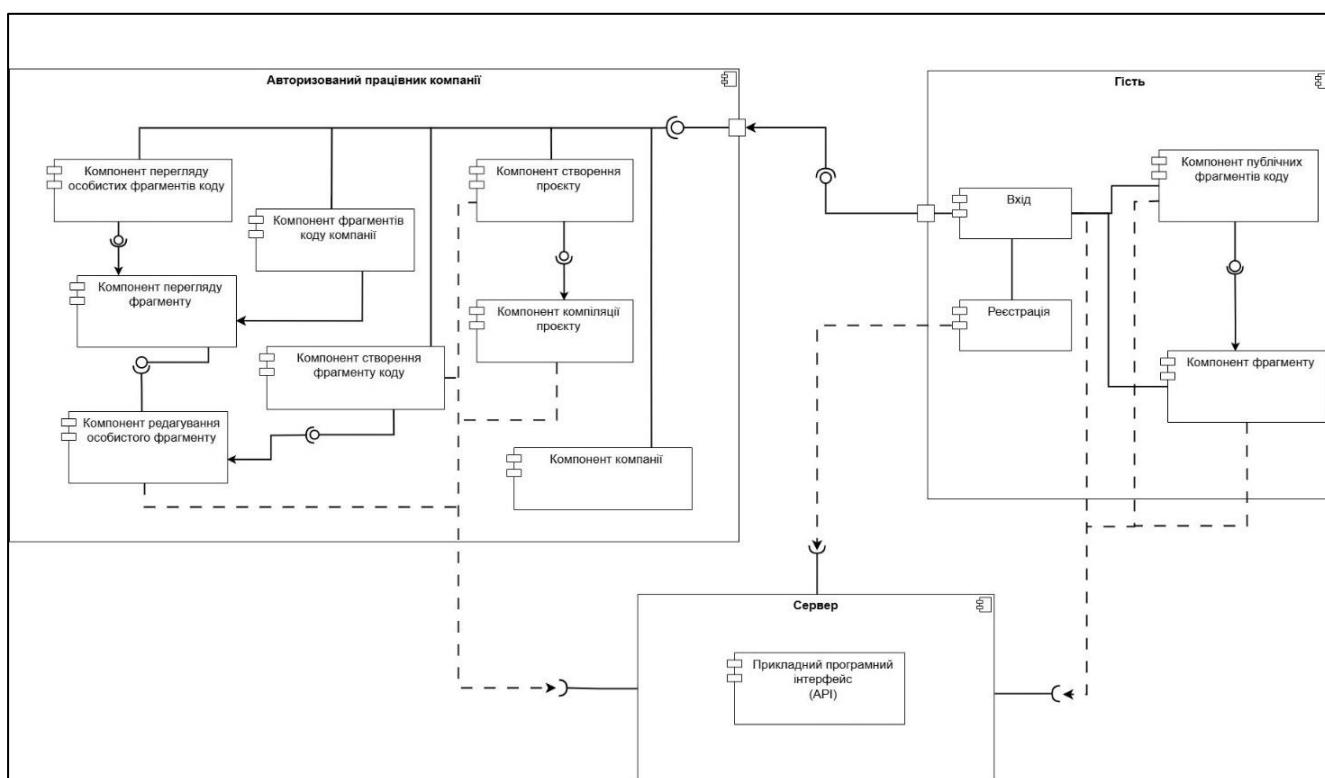 Авторизований працівник компанії
Компонент перегляду
особистих фрагментів коду
Компонент фрагментів
коду компанії
Компонент створення
проєкту
Компонент перегляду
фрагменту
Компонент компіляції
проєкту
Компонент створення
фрагменту коду
Компонент редагування
особистого фрагменту
Компонент компанії
Гість
Компонент публічних
фрагментів коду
Вхід
Реєстрація
Компонент фрагменту
Сервер
Прикладний програмний
інтерфейс
(API)